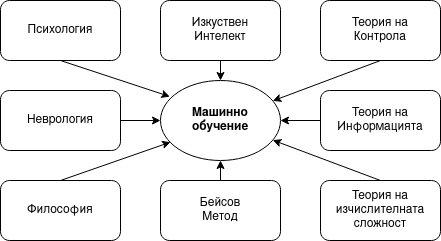 Психология
Изкуствен
Интелект
Теория на
Контрола
Неврология
Машинно
обучение
Теория на
Информацията
Философия
Бейсов
Метод
Теория на
изчислителната
сложност